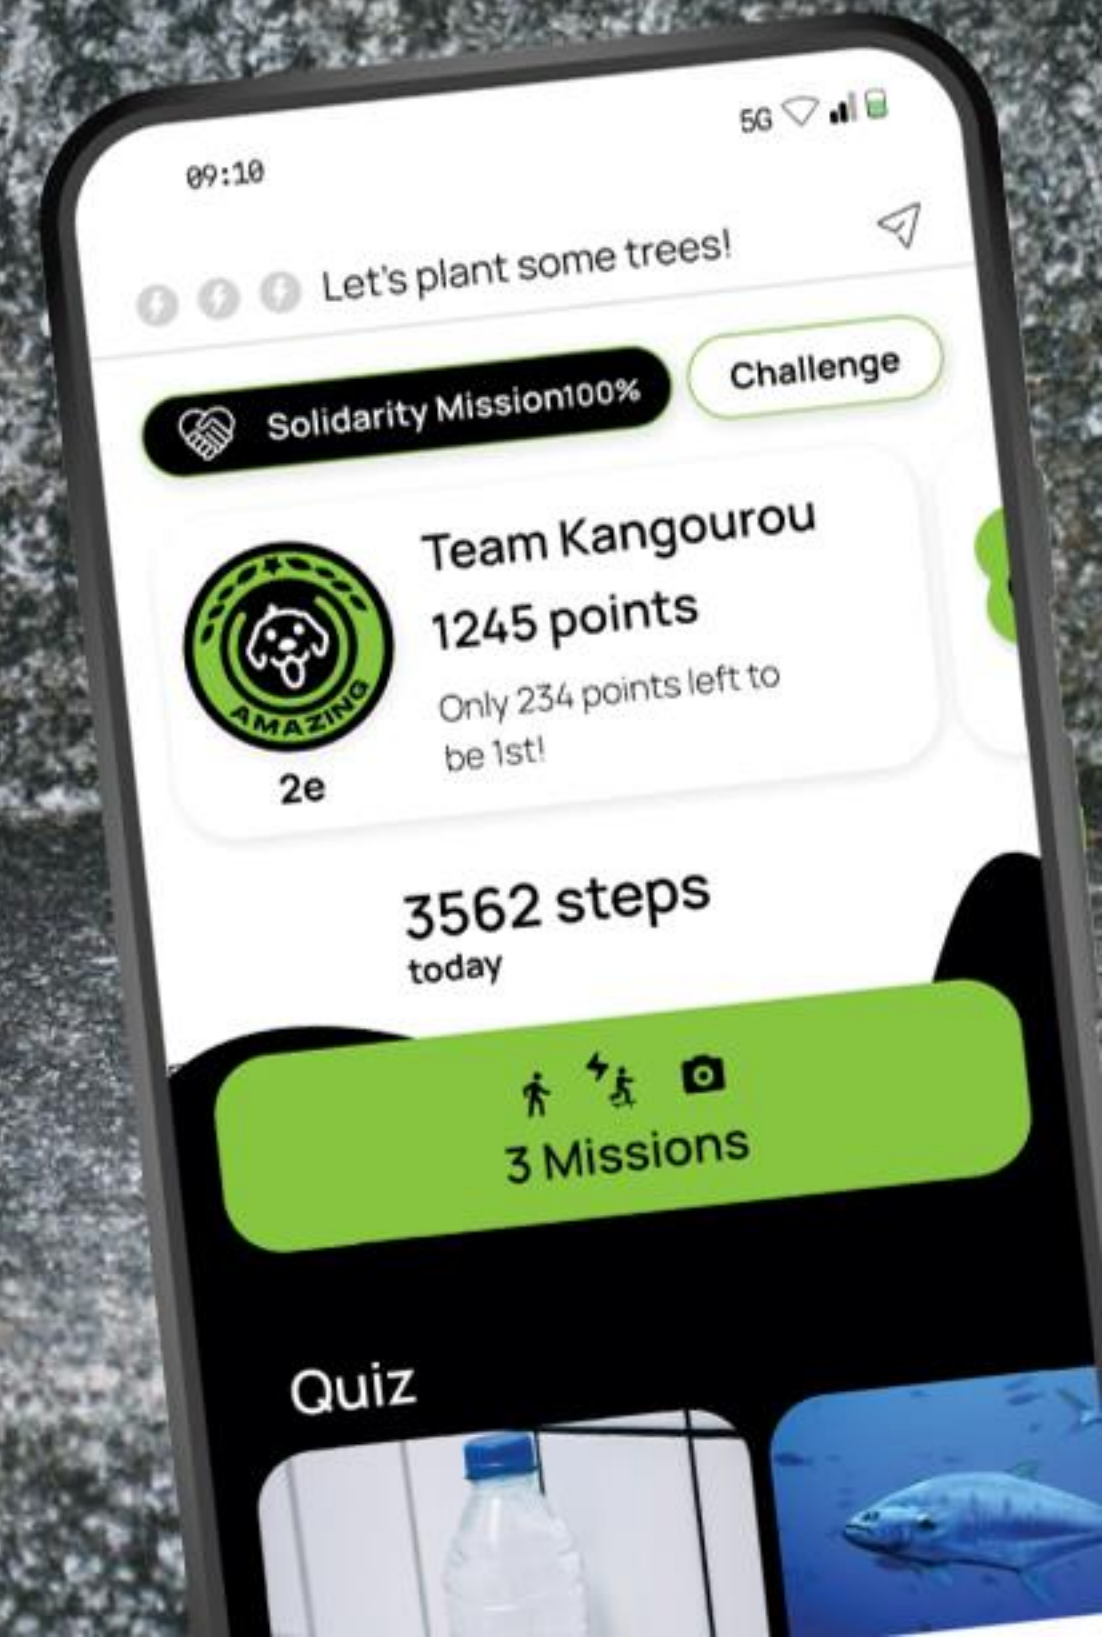 09:10
5G
Let's plant some trees!
Solidarity Mission100%
Challenge
Team Kangourou
1245 points
Only 234 points left to
be 1st!
AMAZING
2e
3562 steps
today
3 Missions
Quiz